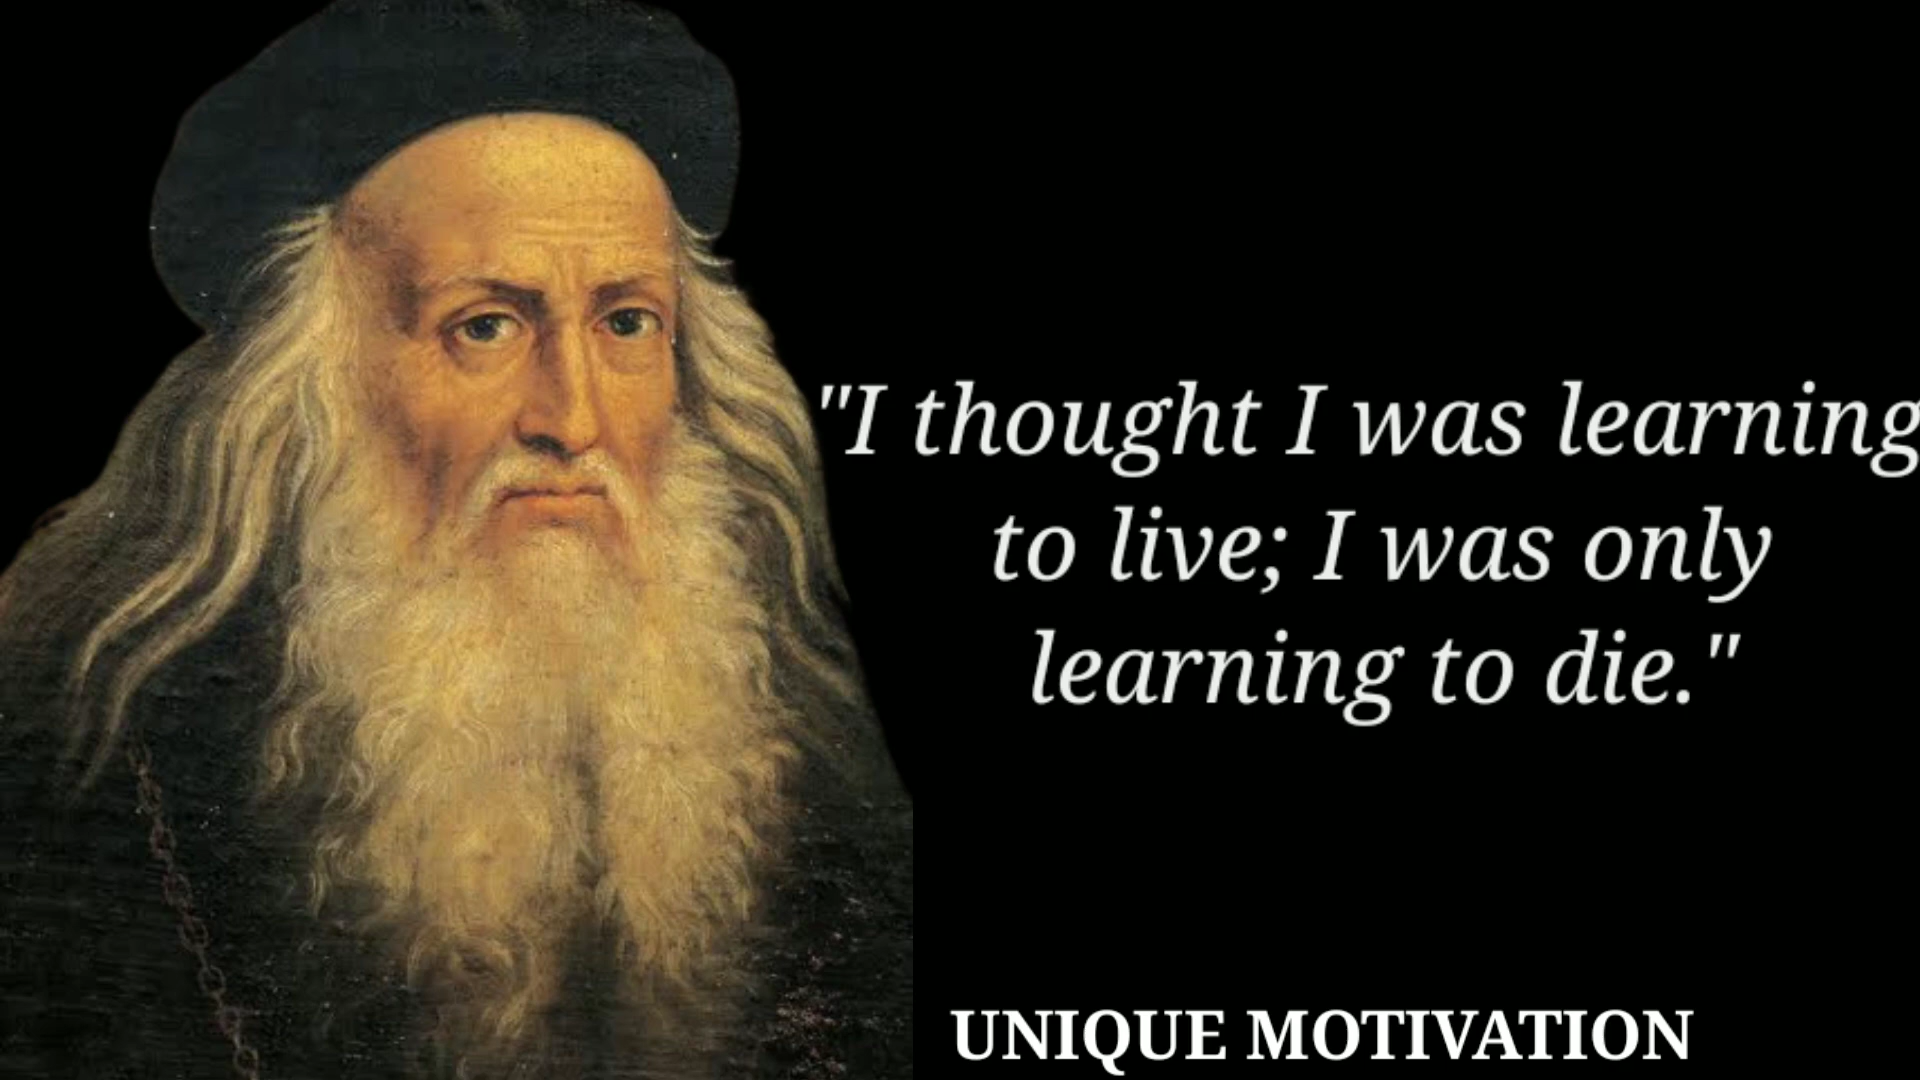 "I thought I was learning
to live; I was only
learning to die."
UNIQUE MOTIVATION